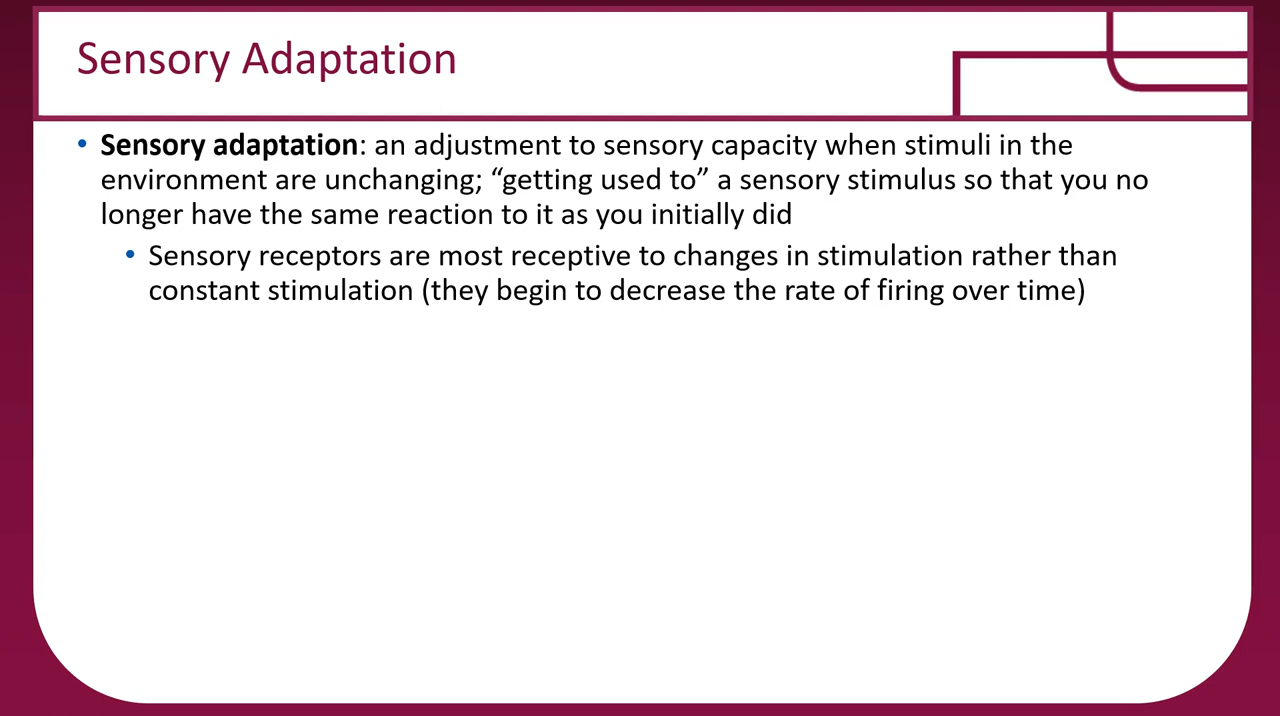 Sensory Adaptation
• Sensory adaptation: an adjustment to sensory capacity when stimuli in the
environment are unchanging; “getting used to” a sensory stimulus so that you no
longer have the same reaction to it as you initially did
• Sensory receptors are most receptive to changes in stimulation rather than
constant stimulation (they begin to decrease the rate of firing over time)